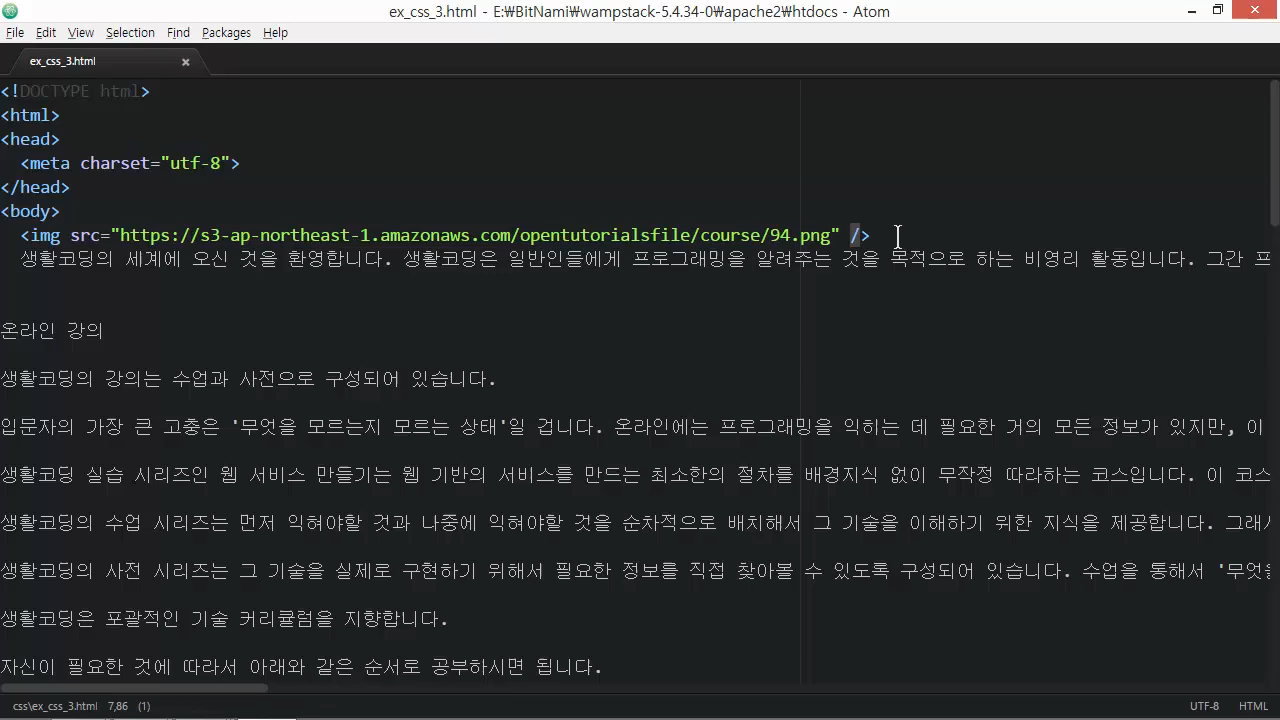 ex_css_3.html - E:₩BitNami₩wampstack-5.4.34-0₩apache2₩htdocs - Atom
File Edit View Selection Find Packages Help
ex_css_3.html
<!DOCTYPE html>
<html>
<head>
<meta charset="utf-8">
</head>
<body>
<img src="https://s3-ap-northeast-1.amazonaws.com/opentutorialsfile/course/94.png" />
생활코딩의 세계에 오신 것을 환영합니다. 생활코딩은 일반인들에게 프로그래밍을 알려주는 것을 목적으로 하는 비영리 활동입니다. 그간 프
온라인 강의
생활코딩의 강의는 수업과 사전으로 구성되어 있습니다.
입문자의 가장 큰 고충은 '무엇을 모르는지 모르는 상태'일 겁니다. 온라인에는 프로그래밍을 익히는 데 필요한 거의 모든 정보가 있지만, 이
생활코딩 실습 시리즈인 웹 서비스 만들기는 웹 기반의 서비스를 만드는 최소한의 절차를 배경지식 없이 무작정 따라하는 코스입니다. 이 코스
생활코딩의 수업 시리즈는 먼저 익혀야할 것과 나중에 익혀야할 것을 순차적으로 배치해서 그 기술을 이해하기 위한 지식을 제공합니다. 그래서
생활코딩의 사전 시리즈는 그 기술을 실제로 구현하기 위해서 필요한 정보를 직접 찾아볼 수 있도록 구성되어 있습니다. 수업을 통해서 '무엇을
생활코딩은 포괄적인 기술 커리큘럼을 지향합니다.
자신이 필요한 것에 따라서 아래와 같은 순서로 공부하시면 됩니다.
css\ex_css_3.html 7,86 (1) UTF-8 HTML